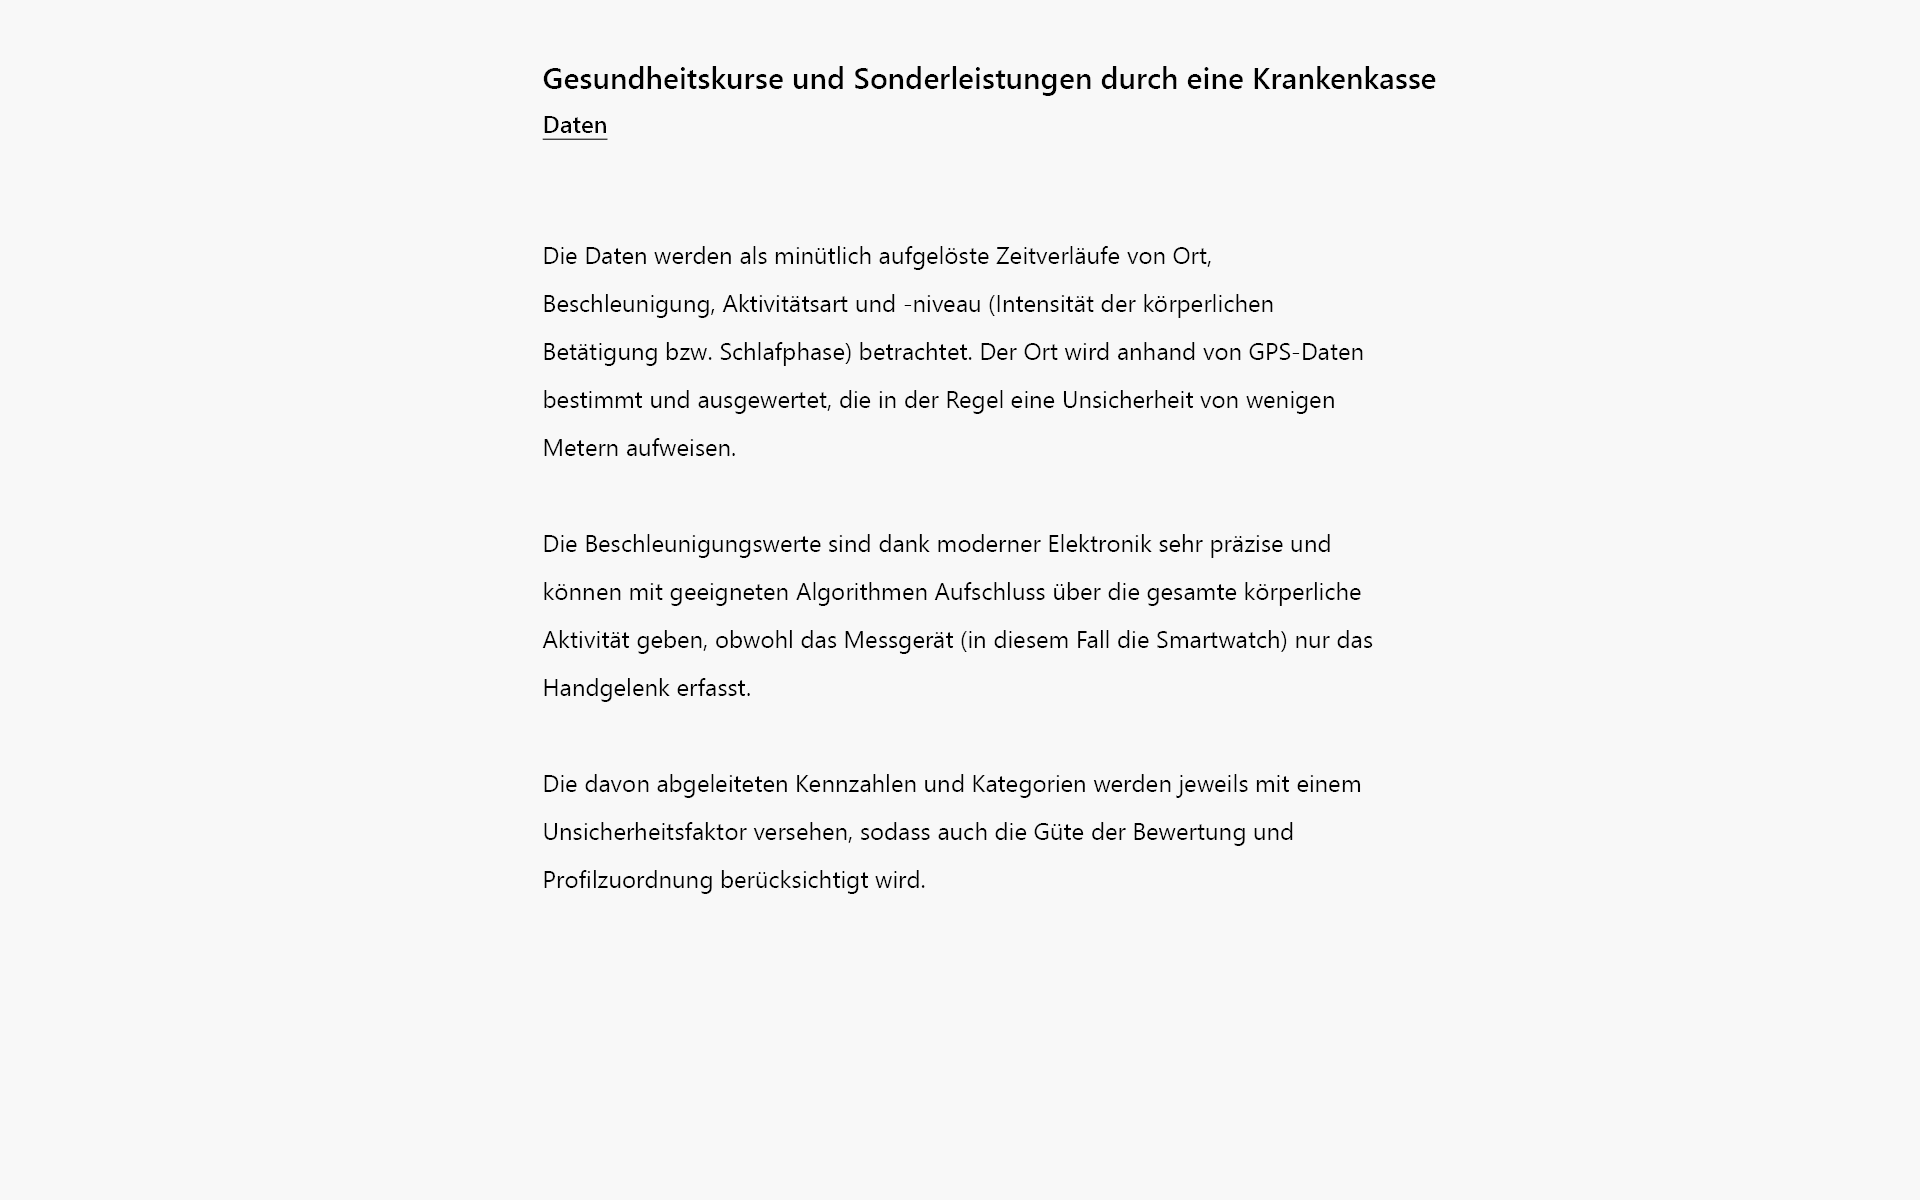 Gesundheitskurse und Sonderleistungen durch eine Krankenkasse
Daten
Die Daten werden als minütlich aufgelöste Zeitverläufe von Ort,
Beschleunigung, Aktivitätsart und -niveau (Intensität der körperlichen
Betätigung bzw. Schlafphase) betrachtet. Der Ort wird anhand von GPS-Daten
bestimmt und ausgewertet, die in der Regel eine Unsicherheit von wenigen
Metern aufweisen.
Die Beschleunigungswerte sind dank moderner Elektronik sehr präzise und
können mit geeigneten Algorithmen Aufschluss über die gesamte körperliche
Aktivität geben, obwohl das Messgerät (in diesem Fall die Smartwatch) nur das
Handgelenk erfasst.
Die davon abgeleiteten Kennzahlen und Kategorien werden jeweils mit einem
Unsicherheitsfaktor versehen, sodass auch die Güte der Bewertung und
Profilzuordnung berücksichtigt wird.